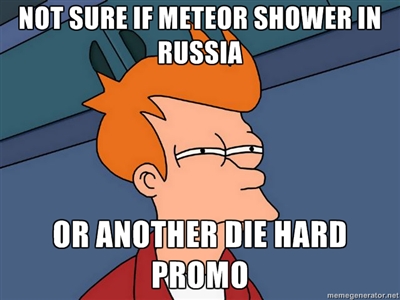 NOT SURE IF METEOR SHOWER IN
RUSSIA
OR ANOTHER DIE HARD
PROMO
memegenerator.net